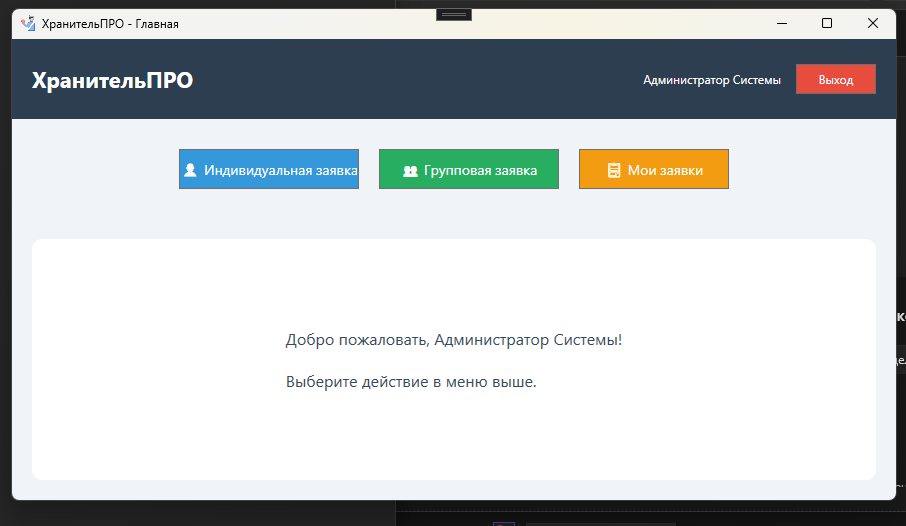 ХранительПРО - Главная
ХранительПРО
Администратор Системы
Выход
Индивидуальная заявка
Групповая заявка
Мои заявки
Добро пожаловать, Администратор Системы!
Выберите действие в меню выше.